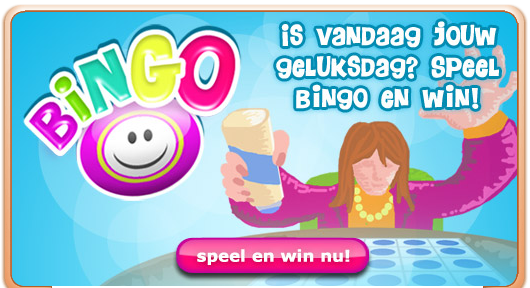 BiNGO
iS VANDAAG JOUW
GELUKSDAG? SPEEL
BiNGO EN WiN!
speel en win nu!